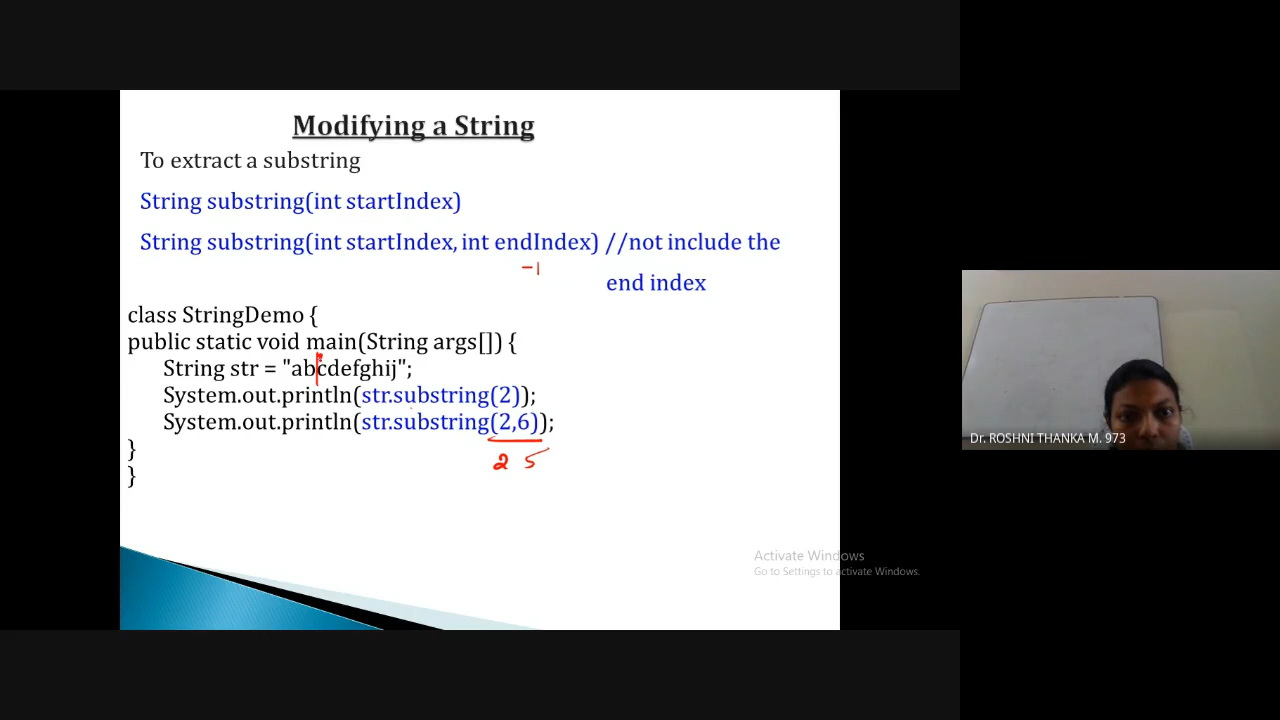 Modifying a String
To extract a substring
String substring(int startIndex)
String substring(int startIndex, int endIndex) //not include the
-1
end index
class StringDemo {
public static void main(String args[]) {
String str = "abcdefghij";
System.out.println(str.substring(2));
System.out.println(str.substring(2,6));
}
2 5
}
Dr. ROSHNI THANKA M. 973
Activate Windows
Go to Settings to activate Windows.